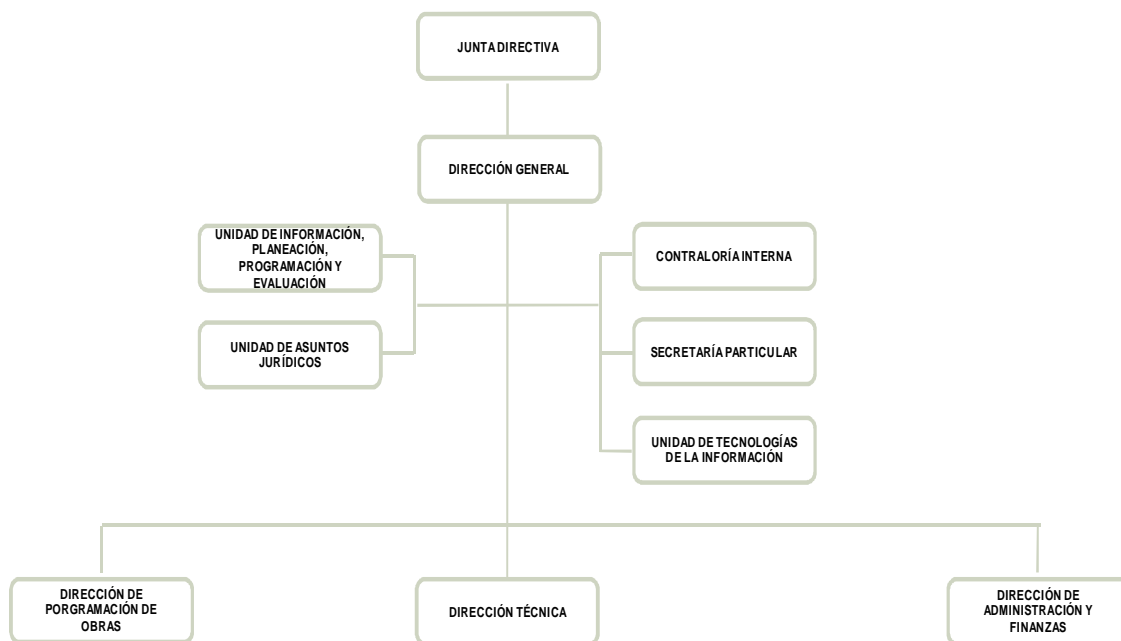 JUNTA DIRECTIVA
DIRECCIÓN GENERAL
UNIDAD DE INFORMACIÓN,
PLANEACIÓN,
PROGRAMACIÓN Y
EVALUACIÓN
CONTRALORÍA INTERNA
UNIDAD DE ASUNTOS
JURÍDICOS
SECRETARÍA PARTICULAR
UNIDAD DE TECNOLOGÍAS
DE LA INFORMACIÓN
DIRECCIÓN DE
PORGRAMACIÓN DE
OBRAS
DIRECCIÓN TÉCNICA
DIRECCIÓN DE
ADMINISTRACIÓN Y
FINANZAS